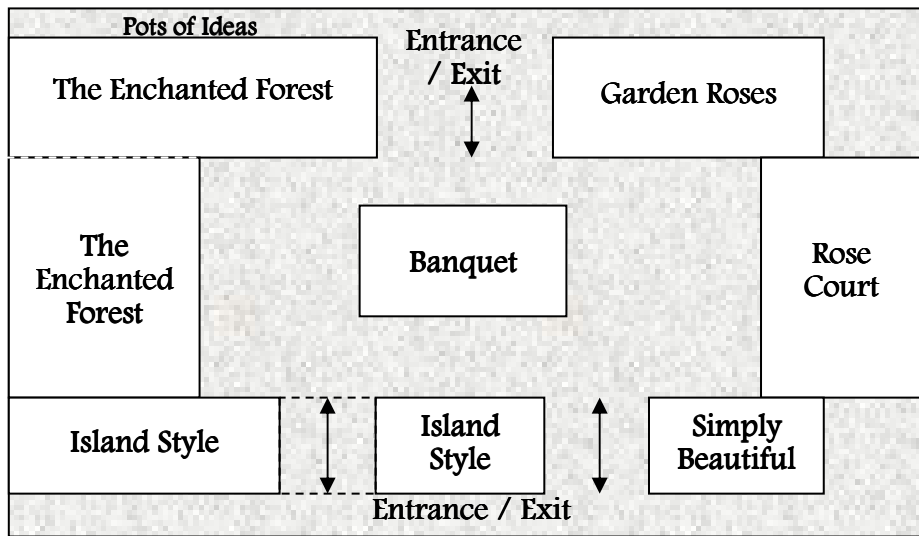 Pots of Ideas
The Enchanted Forest
Entrance
/ Exit
Garden Roses
The
Enchanted
Forest
Banquet
Rose
Court
Island Style
Island
Style
Simply
Beautiful
Entrance / Exit